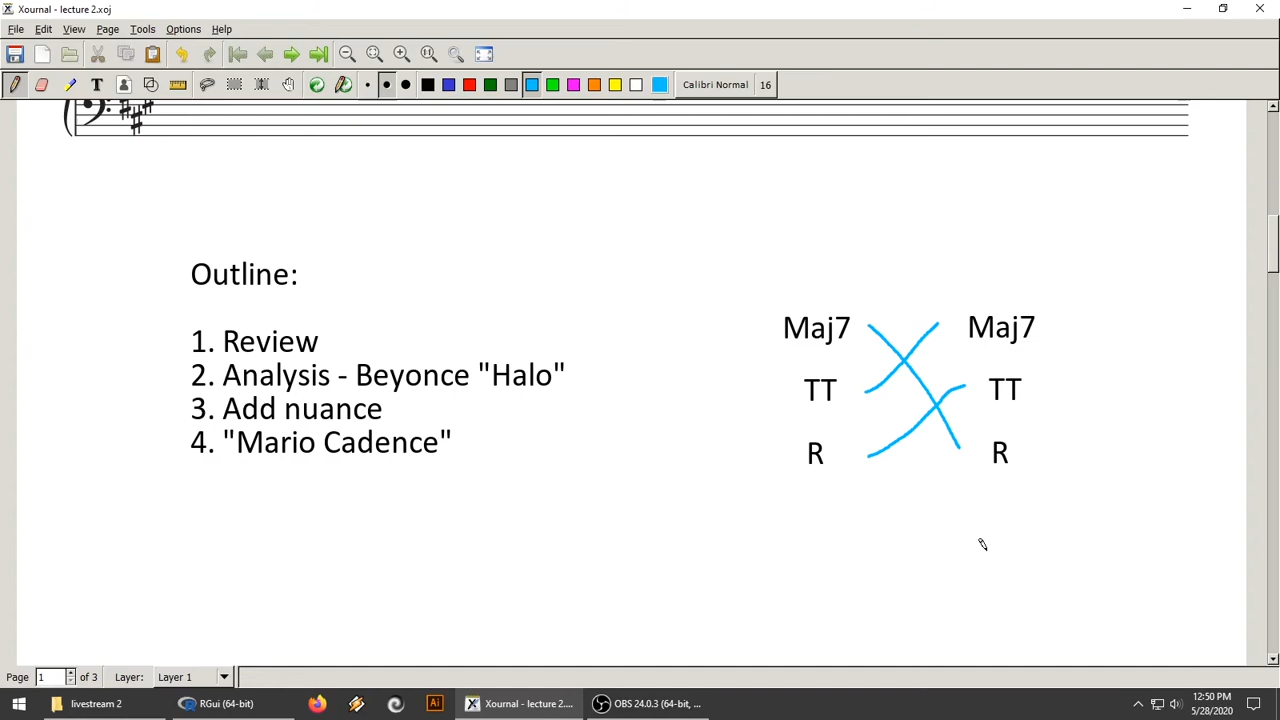 Xournal - lecture 2.xoj
File Edit View Page Tools Options Help
T Calibri Normal 16
Outline:
1. Review
2. Analysis - Beyonce "Halo"
3. Add nuance
4. "Mario Cadence"
Maj7 Maj7
TT TT
R R
Page 1 of 3 Layer: Layer 1
livestream 2 RGui (64-bit) Ai Xournal - lecture 2.... OBS 24.0.3 (64-bit, ... 12:50 PM
5/28/2020